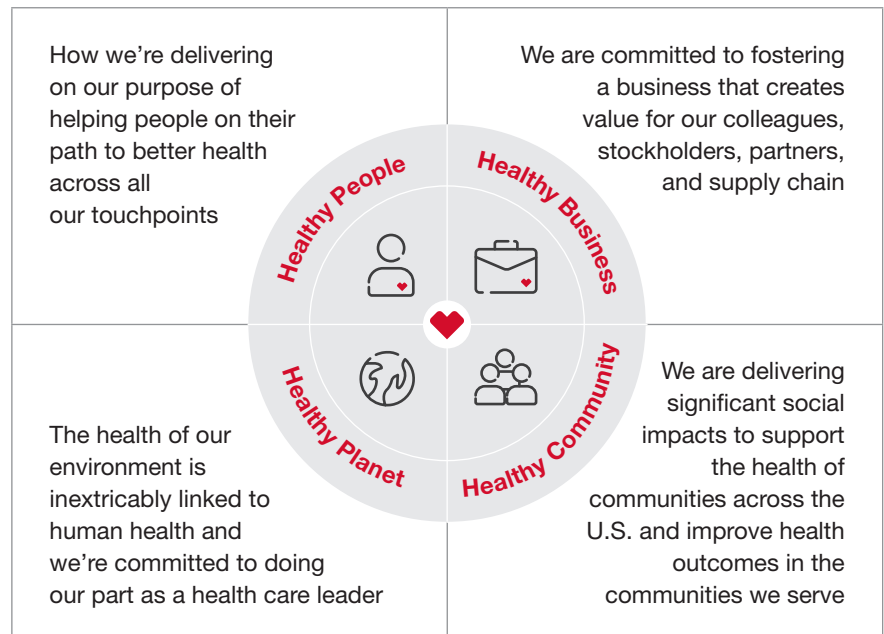 How we’re delivering
on our purpose of
helping people on their
path to better health
across all
our touchpoints
We are committed to fostering
a business that creates
value for our colleagues,
stockholders, partners,
and supply chain
Healthy People
Healthy Business
Healthy Planet
Healthy Community
The health of our
environment is
inextricably linked to
human health and
we’re committed to doing
our part as a health care leader
We are delivering
significant social
impacts to support
the health of
communities across the
U.S. and improve health
outcomes in the
communities we serve